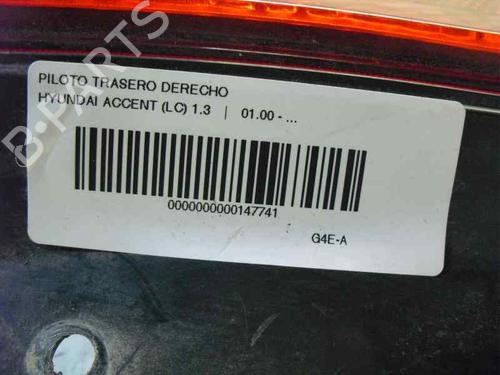 PILOTO TRASERO DERECHO
HYUNDAI ACCENT (LC) 1.3 | 01.00 - ...
0000000000147741
G4E-A
B-PARTS